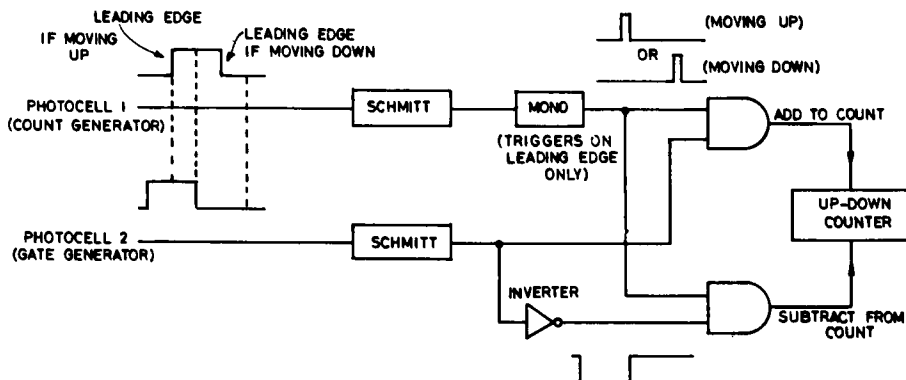 LEADING EDGE
IF MOVING
UP
LEADING EDGE
IF MOVING DOWN
(MOVING UP)
OR
(MOVING DOWN)
PHOTOCELL 1
(COUNT GENERATOR)
SCHMITT
MONO
(TRIGGERS ON
LEADING EDGE
ONLY)
ADD TO COUNT
UP-DOWN
COUNTER
PHOTOCELL 2
(GATE GENERATOR)
SCHMITT
INVERTER
SUBTRACT FROM
COUNT